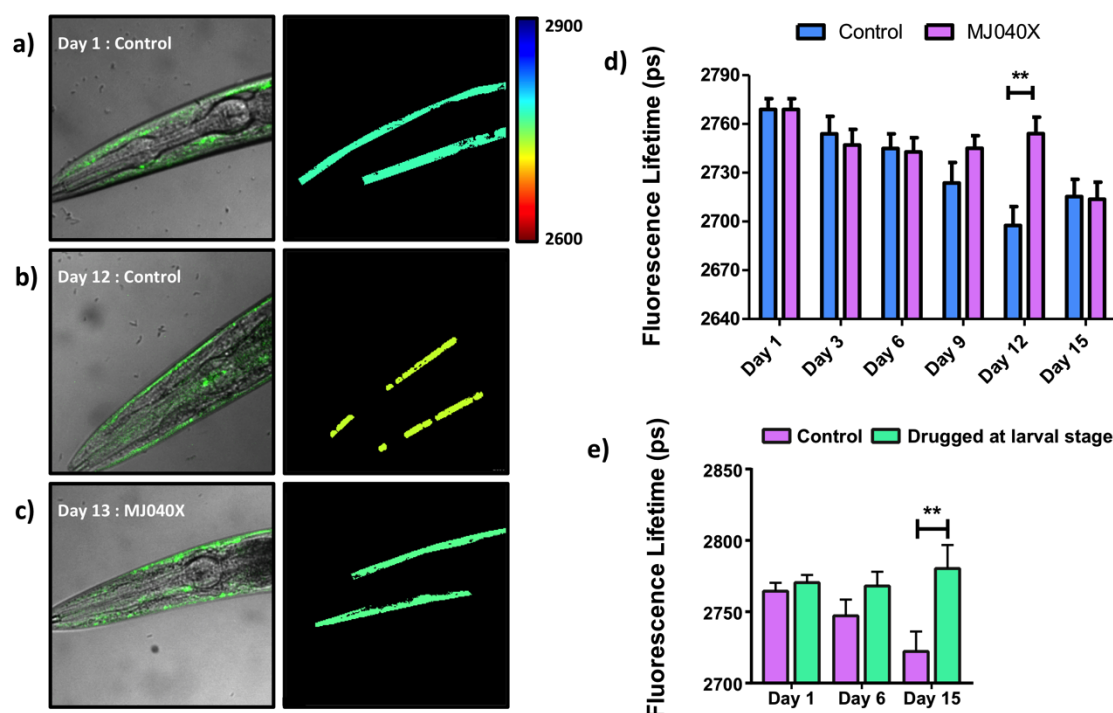 a)
Day 1 : Control
2900
2600
b)
Day 12 : Control
c)
Day 13 : MJ040X
d)
Control
MJ040X
Fluorescence Lifetime (ps)
2790
2760
2730
2700
2670
2640
**
Day 1
Day 3
Day 6
Day 9
Day 12
Day 15
e)
Control
Drugged at larval stage
Fluorescence Lifetime (ps)
2850
2800
2750
2700
**
Day 1
Day 6
Day 15